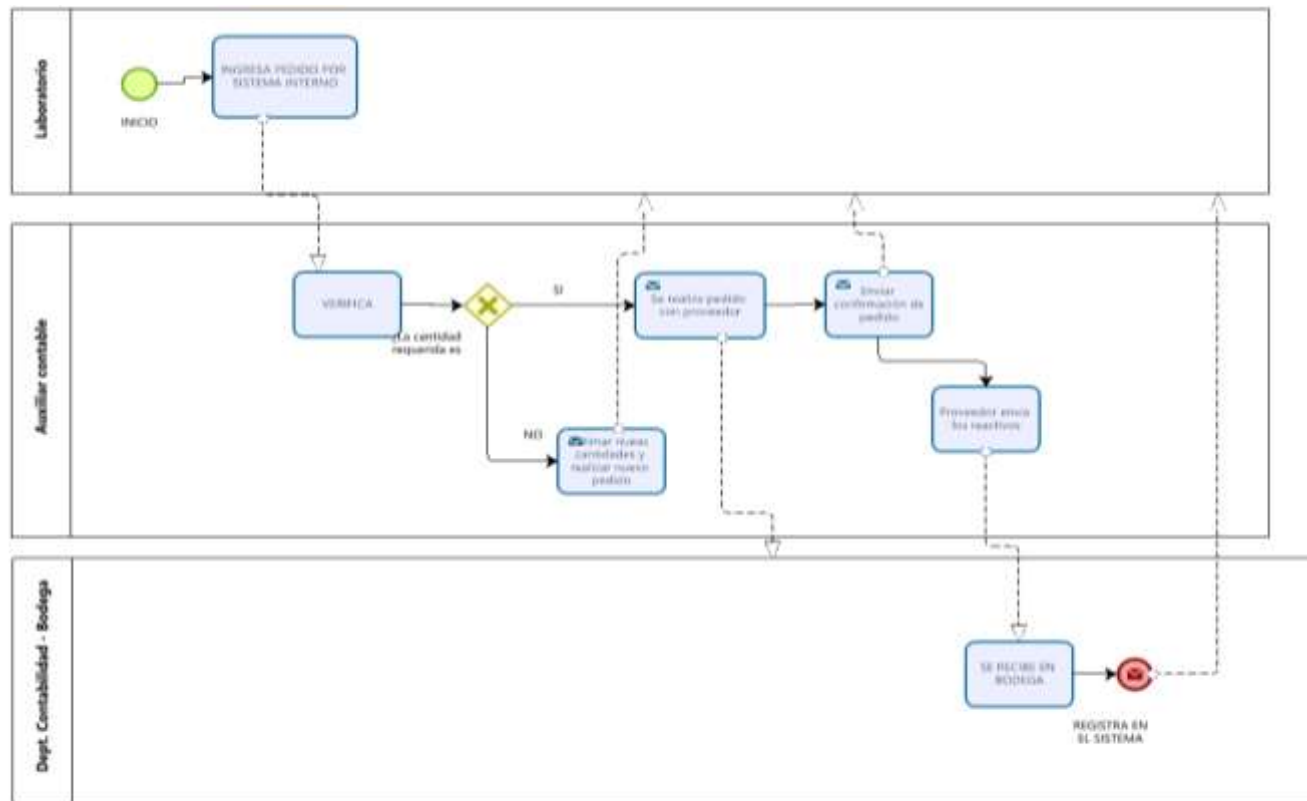 Laboratorio
INGRESA PEDIDO POR
SISTEMA INTERNO
INICIO
Auxiliar contable
VERIFICA
¿La cantidad
requerida es
SI
NO
Se realiza pedido
con proveedor
Enviar
confirmación de
pedido
Proveedor envía
los reactivos
nuevas
cantidades y
realizar nuevo
pedido
Dept. Contabilidad - Bodega
SE RECIBE EN
BODEGA
REGISTRA EN
EL SISTEMA